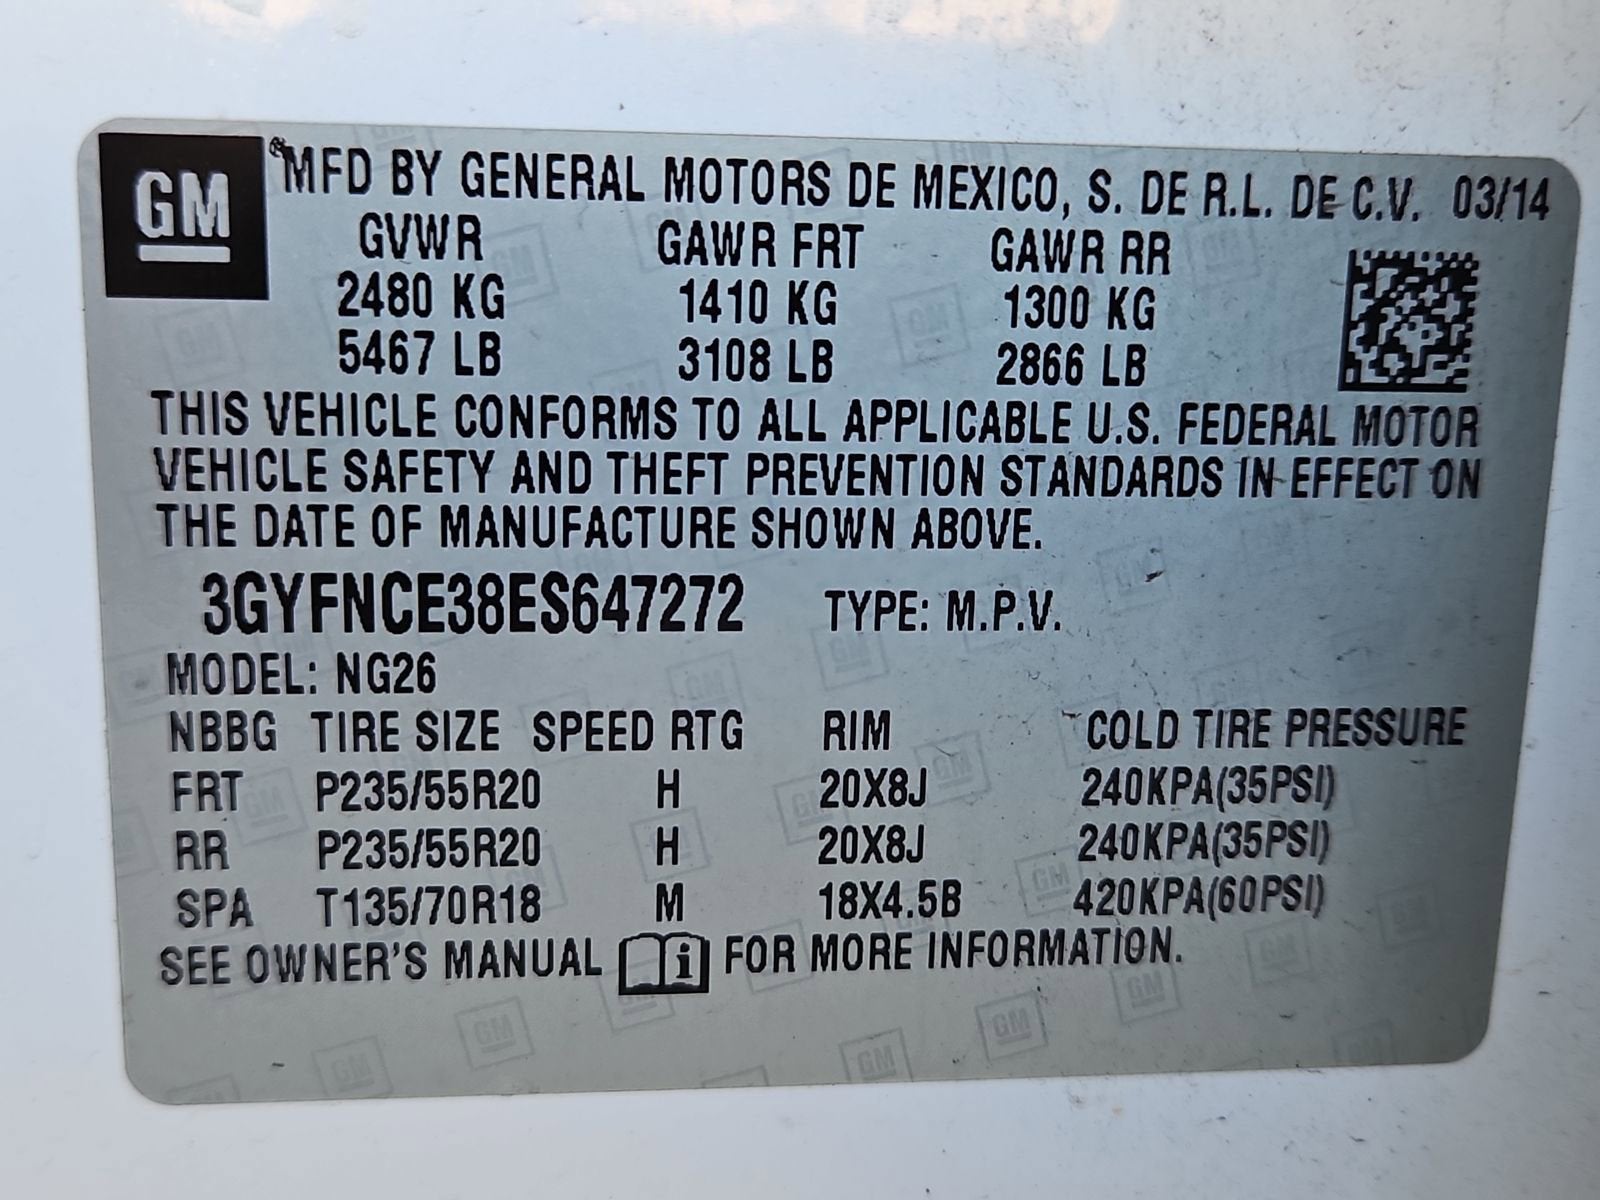 GM
MFD BY GENERAL MOTORS DE MEXICO, S. DE R.L. DE C.V. 03/14
GVWR GAWR FRT GAWR RR
2480 KG 1410 KG 1300 KG
5467 LB 3108 LB 2866 LB
THIS VEHICLE CONFORMS TO ALL APPLICABLE U.S. FEDERAL MOTOR
VEHICLE SAFETY AND THEFT PREVENTION STANDARDS IN EFFECT ON
THE DATE OF MANUFACTURE SHOWN ABOVE.
3GYFNCE38ES647272 TYPE: M.P.V.
MODEL: NG26
NBBG TIRE SIZE SPEED RTG RIM COLD TIRE PRESSURE
FRT P235/55R20 H 20X8J 240KPA(35PSI)
RR P235/55R20 H 20X8J 240KPA(35PSI)
SPA T135/70R18 M 18X4.5B 420KPA(60PSI)
SEE OWNER'S MANUAL i FOR MORE INFORMATION.